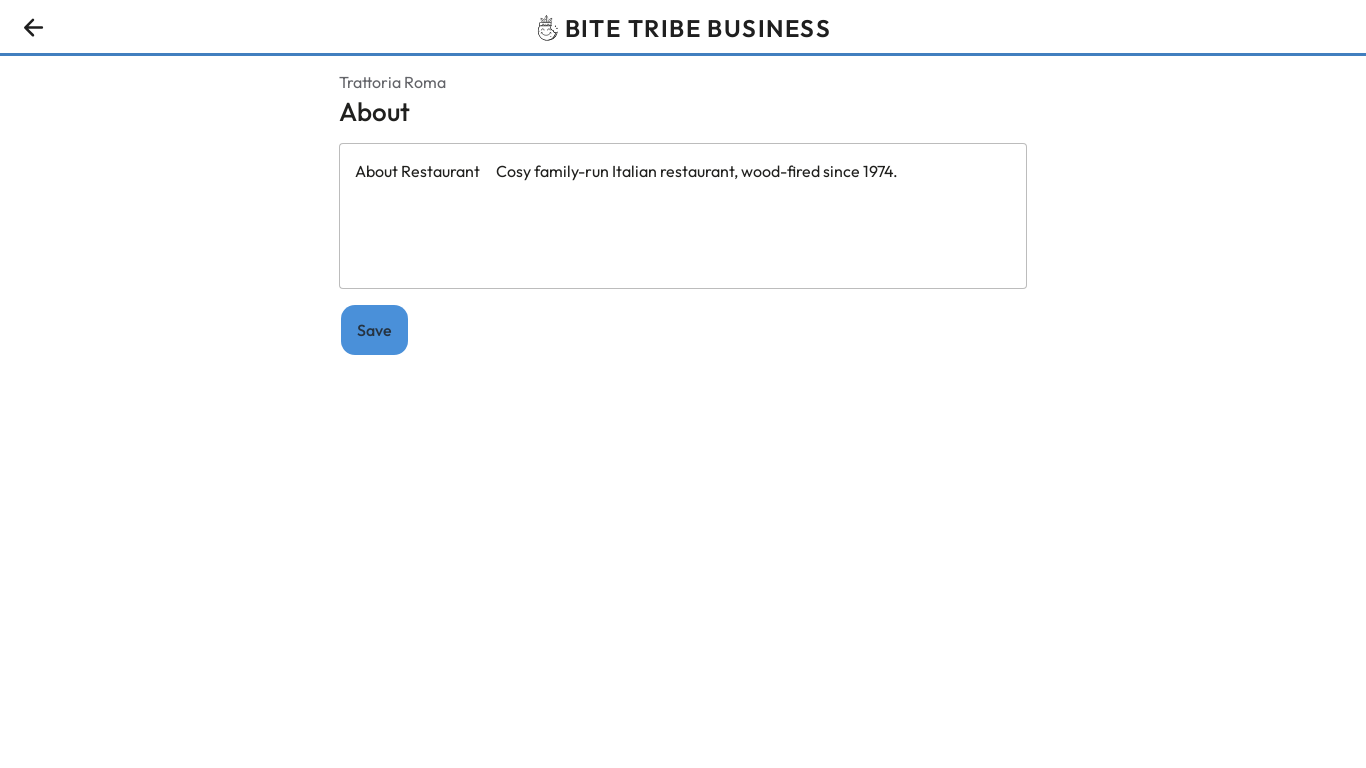 BITE TRIBE BUSINESS
Trattoria Roma
About
About Restaurant Cosy family-run Italian restaurant, wood-fired since 1974.
Save